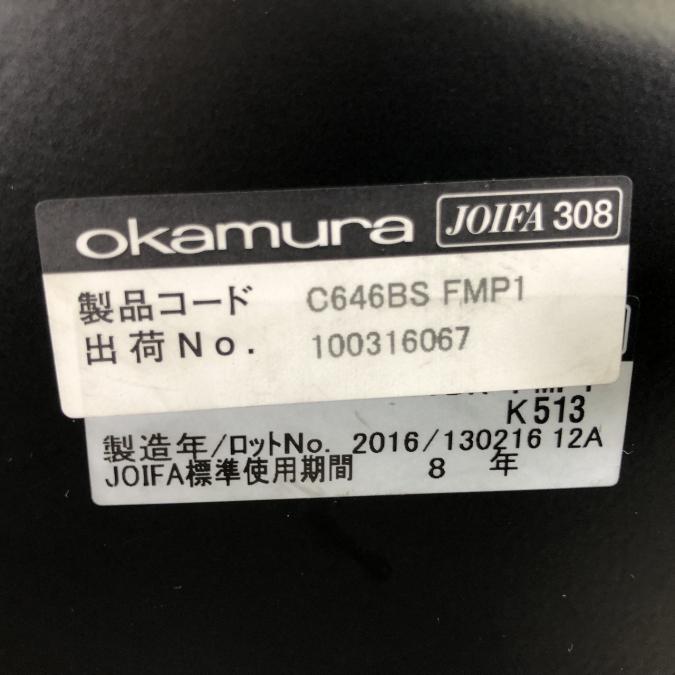 okamura JOIFA 308
製品コード C646BS FMP1
出荷No. 100316067
K513
製造年/ロットNo. 2016/130216 12A
JOIFA標準使用期間 8 年